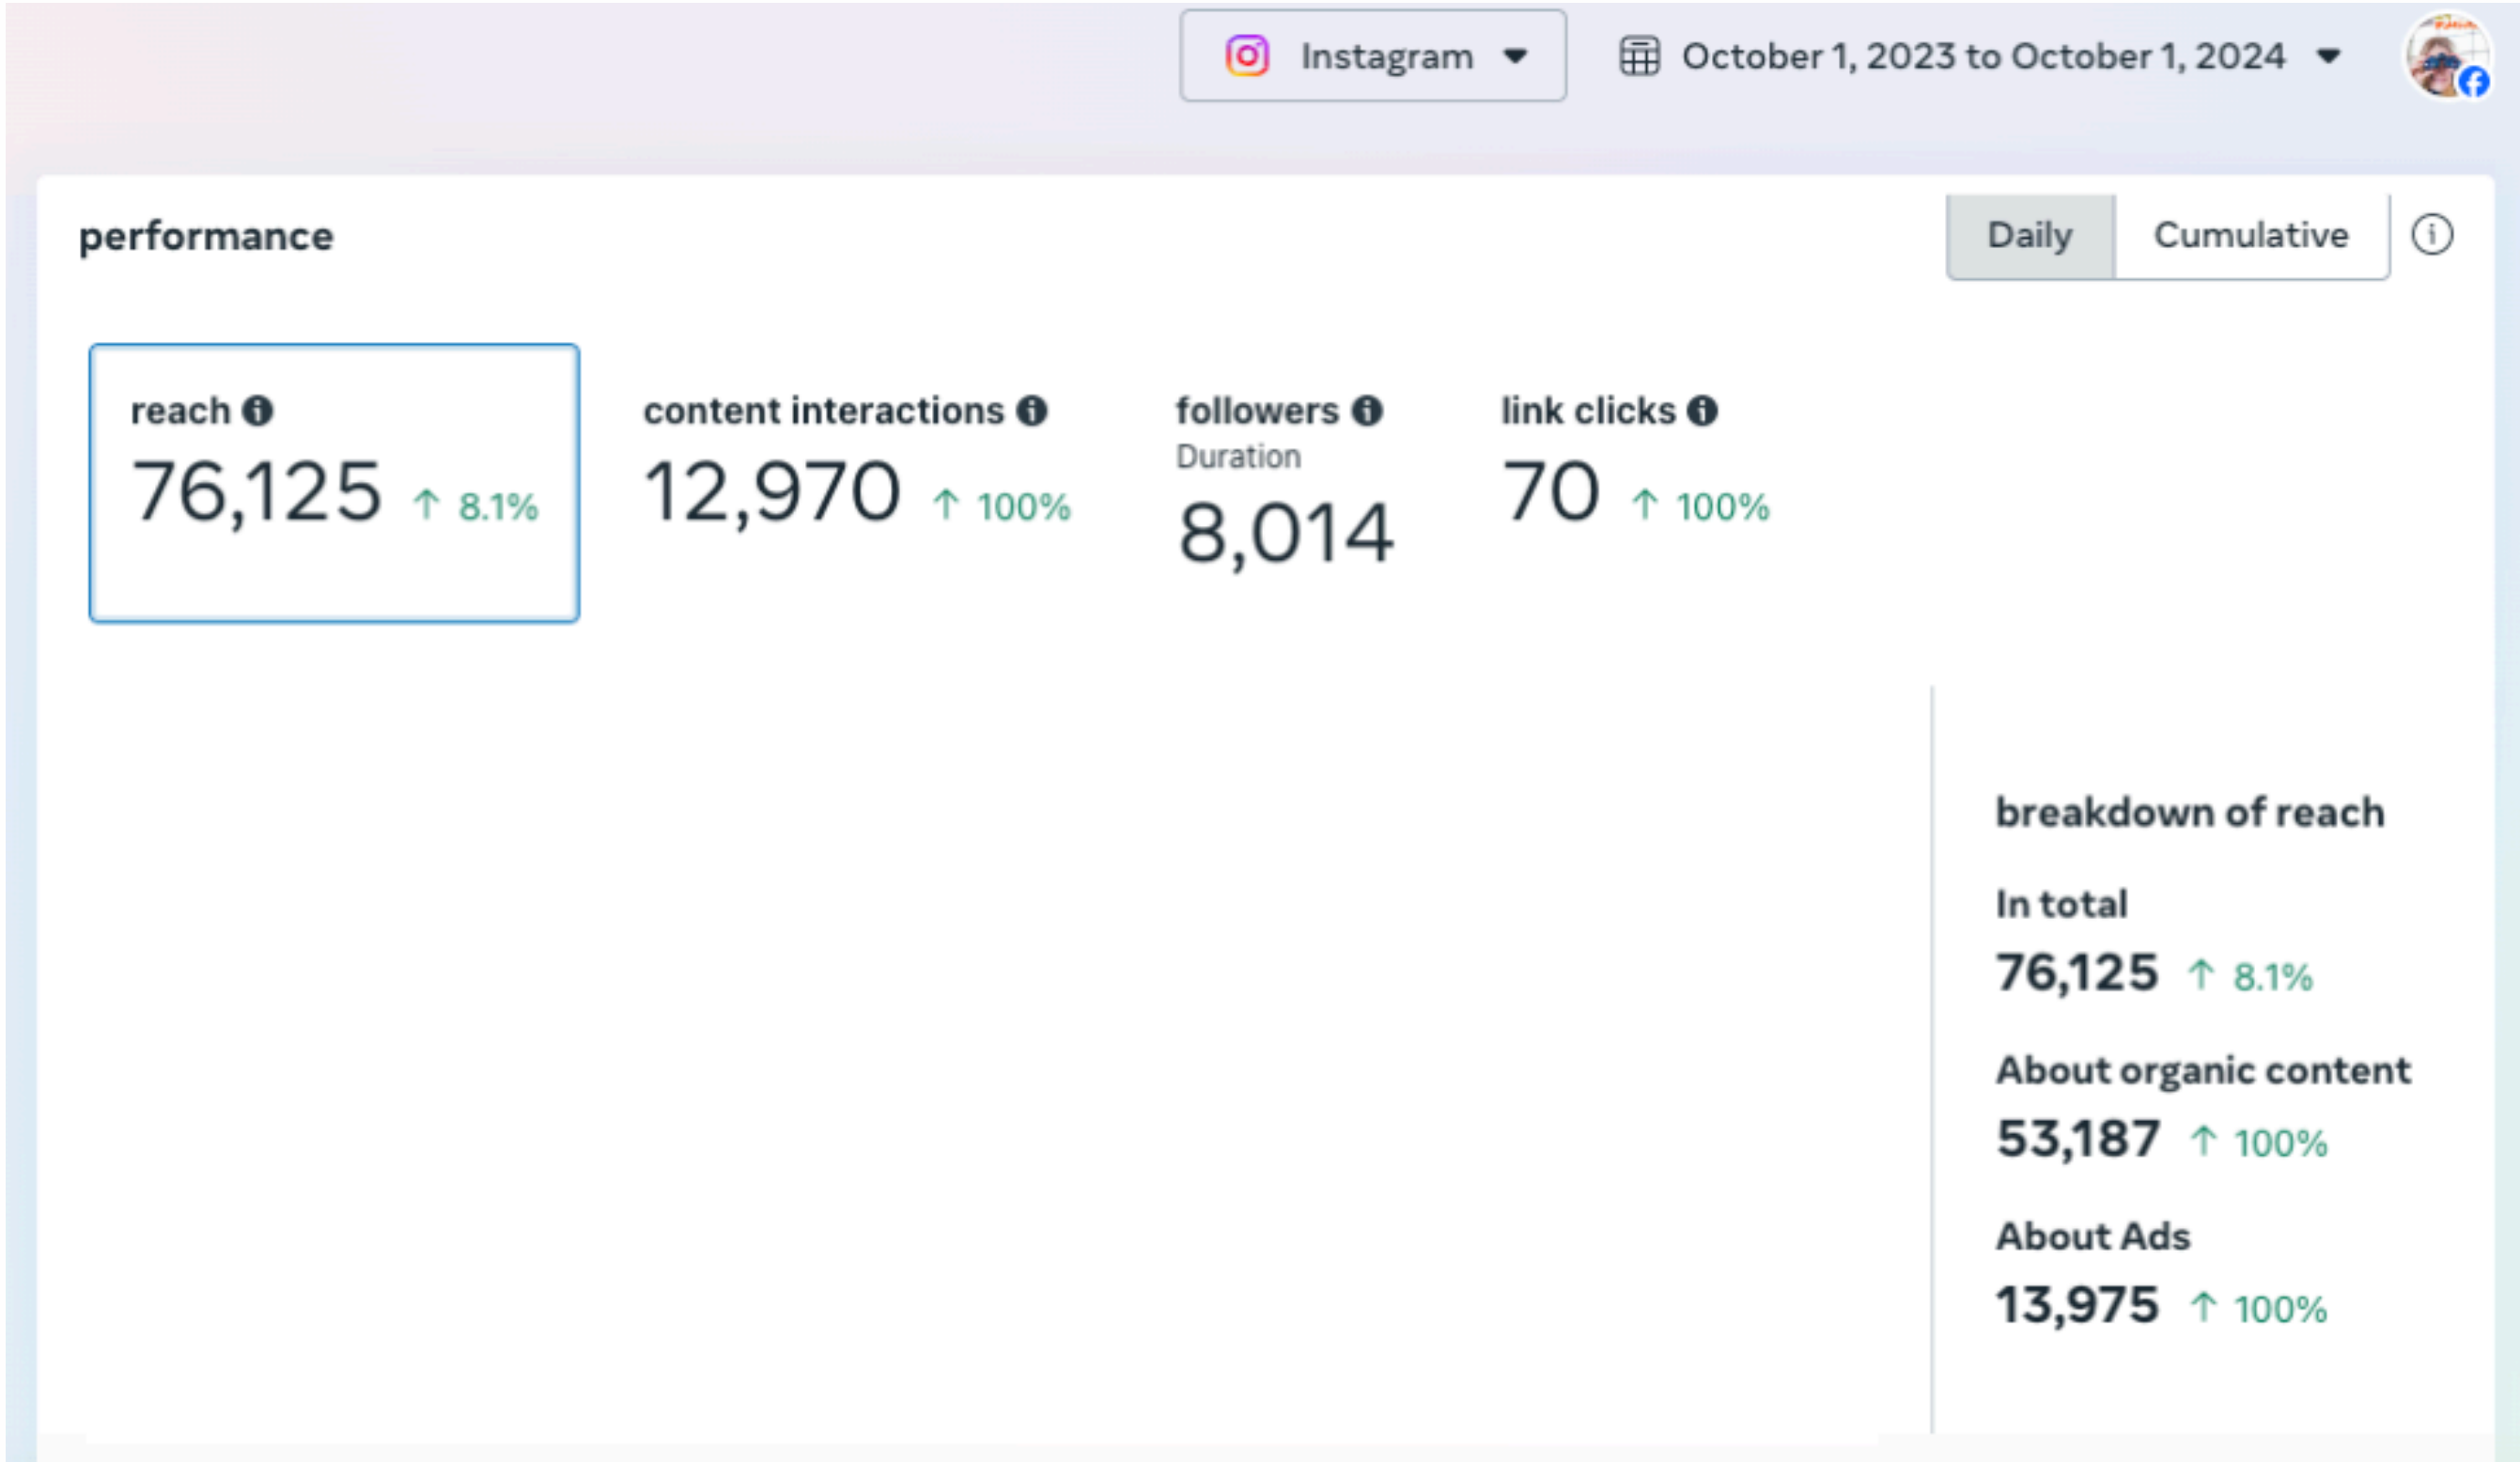 Instagram
October 1, 2023 to October 1, 2024
performance
Daily
Cumulative
reach
76,125 ↑ 8.1%
content interactions
12,970 ↑ 100%
followers
Duration
8,014
link clicks
70 ↑ 100%
breakdown of reach
In total
76,125 ↑ 8.1%
About organic content
53,187 ↑ 100%
About Ads
13,975 ↑ 100%